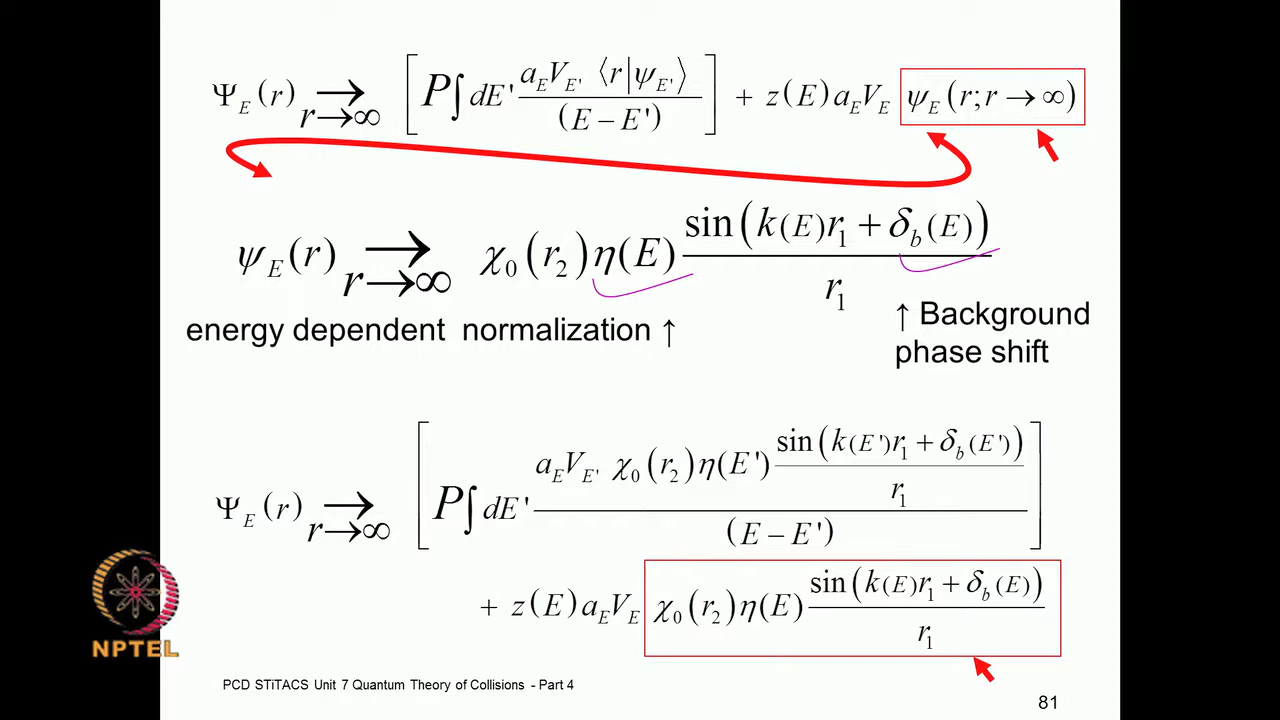 Ψ_E(r) →_{r→∞} [ P∫ dE' a_E V_{E'} ⟨r|ψ_{E'}⟩ / (E − E') ] + z(E) a_E V_E ψ_E(r; r → ∞)
ψ_E(r) →_{r→∞} χ_0(r_2) η(E) sin(k(E)r_1 + δ_b(E)) / r_1
energy dependent normalization ↑
↑ Background
phase shift
Ψ_E(r) →_{r→∞} [ P∫ dE' a_E V_{E'} χ_0(r_2) η(E') sin(k(E')r_1 + δ_b(E')) / r_1 / (E − E') ]
+ z(E) a_E V_E χ_0(r_2) η(E) sin(k(E)r_1 + δ_b(E)) / r_1
NPTEL
PCD STiTACS Unit 7 Quantum Theory of Collisions - Part 4
81